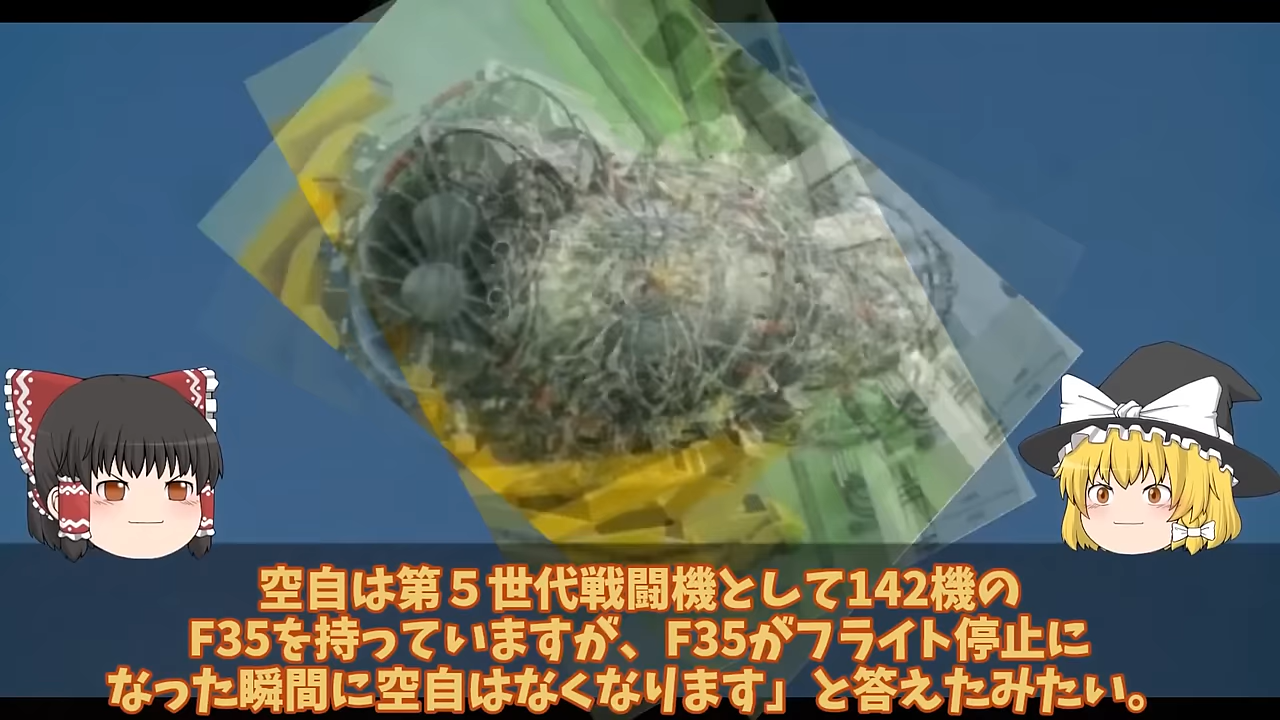 空自は第５世代戦闘機として142機の
F35を持っていますが、F35がフライト停止に
なった瞬間に空自はなくなります」と答えたみたい。